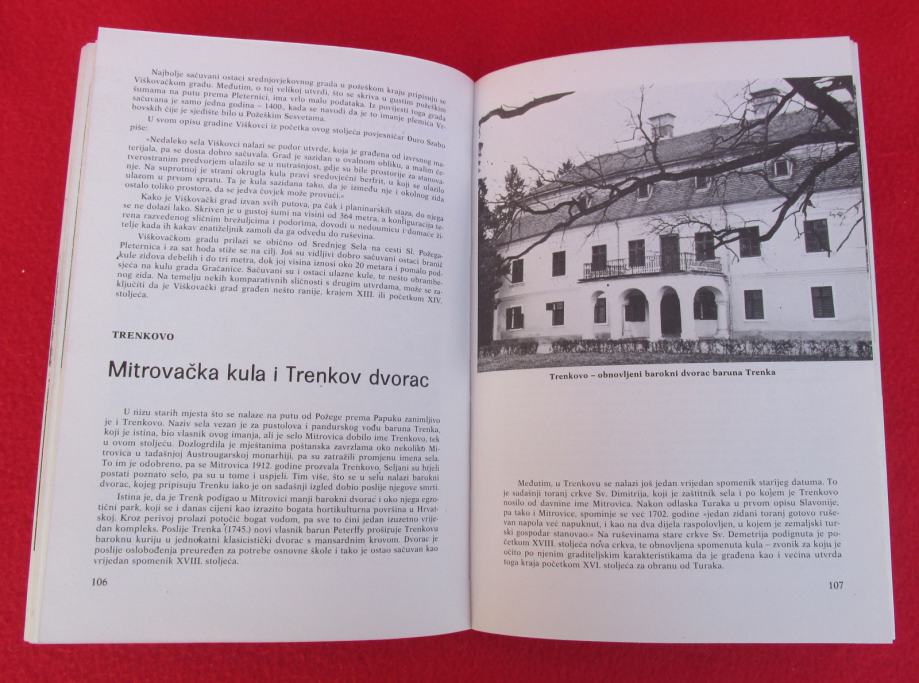 Najbolje sačuvani ostaci srednjovjekovnog grada u požeškom kraju pripisuju se
Viškovačkom gradu. Međutim, o toj velikoj utvrdi, što se skriva u gustim požeškim
šumama na putu prema Pleternici, ima vrlo malo podataka. Iz povijesti toga grada
sačuvana je samo jedna godina – 1400, kada se navodi da je to imanje plemića Vr-
bovskih čije je sjedište bilo u Požeškim Sesvetama.
U svom opisu gradine Viškovci iz početka ovog stoljeća povjesničar Đuro Szabo
piše:
»Nedaleko sela Viškovci nalazi se podor utvrde, koja je građena od izvrsnog ma-
terijala, pa se dosta dobro sačuvala. Grad je sazidan u ovalnom obliku, a malim če-
tverostranim predvorjem ulazilo se u nutrašnjost, gdje su bile prostorije za stanova-
nje. Na suprotnoj je strani okrugla kula pravi sredovječni berfrit, u koji se ulazilo
ulazom u prvom spratu. Ta je kula sazidana tako, da je između nje i okolnog zida
ostalo toliko prostora, da se jedva čovjek može provući.«
Kako je Viškovački grad izvan svih putova, pa čak i planinarskih staza, do njega
se ne dolazi lako. Skriven je u gustoj šumi na visini od 364 metra, a konfiguracija te-
rena razvedenog sličnim brežuljcima i podorima, dovodi u nedoumicu i domaće ži-
telje kada ih kakav znatiželjnik zamoli da ga odvedu do ruševina.
Viškovačkom gradu prilazi se obično od Srednjeg Sela na cesti Sl. Požega-
Pleternica i za sat hoda stiže se na cilj. Još su vidljivi dobro sačuvani ostaci branič
kule zidova debelih i do tri metra, dok joj visina iznosi oko 20 metara i pomalo pod-
sjeća na kulu grada Gračanice. Sačuvani su i ostaci ulazne kule, te nešto obrambe-
nog zida. Na temelju nekih komparativnih sličnosti s drugim utvrdama, može se za-
ključiti da je Viškovački grad građen nešto ranije, krajem XIII. ili početkom XIV.
stoljeća.
TRENKOVO
Mitrovačka kula i Trenkov dvorac
U nizu starih mjesta što se nalaze na putu od Požege prema Papuku zanimljivo
je i Trenkovo. Naziv sela vezan je za pustolova i pandurskog vođu baruna Trenka,
koji je istina, bio vlasnik ovog imanja, ali je selo Mitrovica dobilo ime Trenkovo, tek
u ovom stoljeću. Dozlogrdila je mještanima poštanska zavrzlama oko nekoliko Mi-
trovica u tadašnjoj Austrougarskoj monarhiji, pa su zatražili promjenu imena sela.
To im je odobreno, pa se Mitrovica 1912. godine prozvala Trenkovo. Seljani su htjeli
postati poznato selo, pa su u tome i uspjeli. Tim više, što se u selu nalazi barokni
dvorac, kojeg pripisuju Trenku iako je on sadašnji izgled dobio poslije njegove smrti.
Istina je, da je Trenk podigao u Mitrovici manji barokni dvorac i oko njega egzo-
tični park, koji se i danas cijeni kao izrazito bogata hortikulturna površina u Hrvat-
skoj. Kroz perivoj prolazi potočić bogat vodom, pa sve to čini jedan izuzetno vrije-
dan kompleks. Poslije Trenka (1745.) novi vlasnik barun Peterffy proširuje Trenkovu
baroknu kuriju u jednokatni klasicistički dvorac s mansardnim krovom. Dvorac je
poslije oslobođenja preuređen za potrebe osnovne škole i tako je ostao sačuvan kao
vrijedan spomenik XVIII. stoljeća.
106
Trenkovo – obnovljeni barokni dvorac baruna Trenka
Međutim, u Trenkovu se nalazi još jedan vrijedan spomenik starijeg datuma. To
je sadašnji toranj crkve Sv. Dimitrija, koji je zaštitnik sela i po kojem je Trenkovo
nosilo od davnine ime Mitrovica. Nakon odlaska Turaka u prvom opisu Slavonije,
pa tako i Mitrovice, spominje se već 1702. godine »jedan zidani toranj gotovo ruše-
van napola već napuknut, i kao na dva dijela raspolovljen, u kojem je zemaljski tur-
ski gospodar stanovao.« Na ruševinama stare crkve Sv. Demetrija podignuta je po-
četkom XVIII. stoljeća nova crkva, te obnovljena spomenuta kula – zvonik za koju je
očito po njenim graditeljskim karakteristikama da je građena kao i većina utvrda
toga kraja početkom XVI. stoljeća za obranu od Turaka.
107